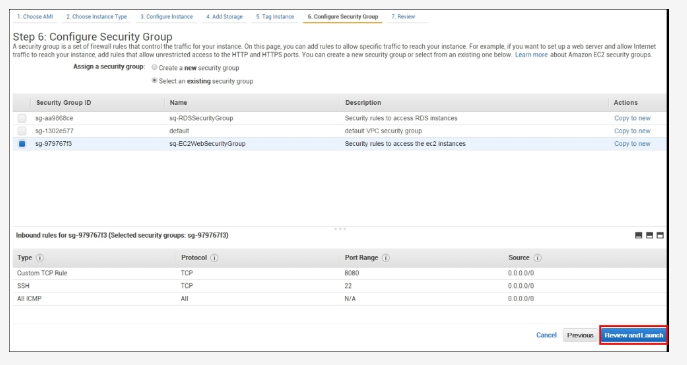 1. Choose AMI 2. Choose Instance Type 3. Configure Instance 4. Add Storage 5. Tag Instance 6. Configure Security Group 7. Review
Step 6: Configure Security Group
A security group is a set of firewall rules that control the traffic for your instance. On this page, you can add rules to allow specific traffic to reach your instance. For example, if you want to set up a web server and allow Internet
traffic to reach your instance, add rules that allow unrestricted access to the HTTP and HTTPS ports. You can create a new security group or select from an existing one below. Learn more about Amazon EC2 security groups.
Assign a security group: Create a new security group
Select an existing security group
Security Group ID Name Description Actions
sg-aa9868ce sq-RDSSecurityGroup Security rules to access RDS instances Copy to new
sg-1302e577 default default VPC security group Copy to new
sg-979767f3 sq-EC2WebSecurityGroup Security rules to access the ec2 instances Copy to new
Inbound rules for sg-979767f3 (Selected security groups: sg-979767f3)
Type Protocol Port Range Source
Custom TCP Rule TCP 8080 0.0.0.0/0
SSH TCP 22 0.0.0.0/0
All ICMP All N/A 0.0.0.0/0
Cancel Previous Review and Launch